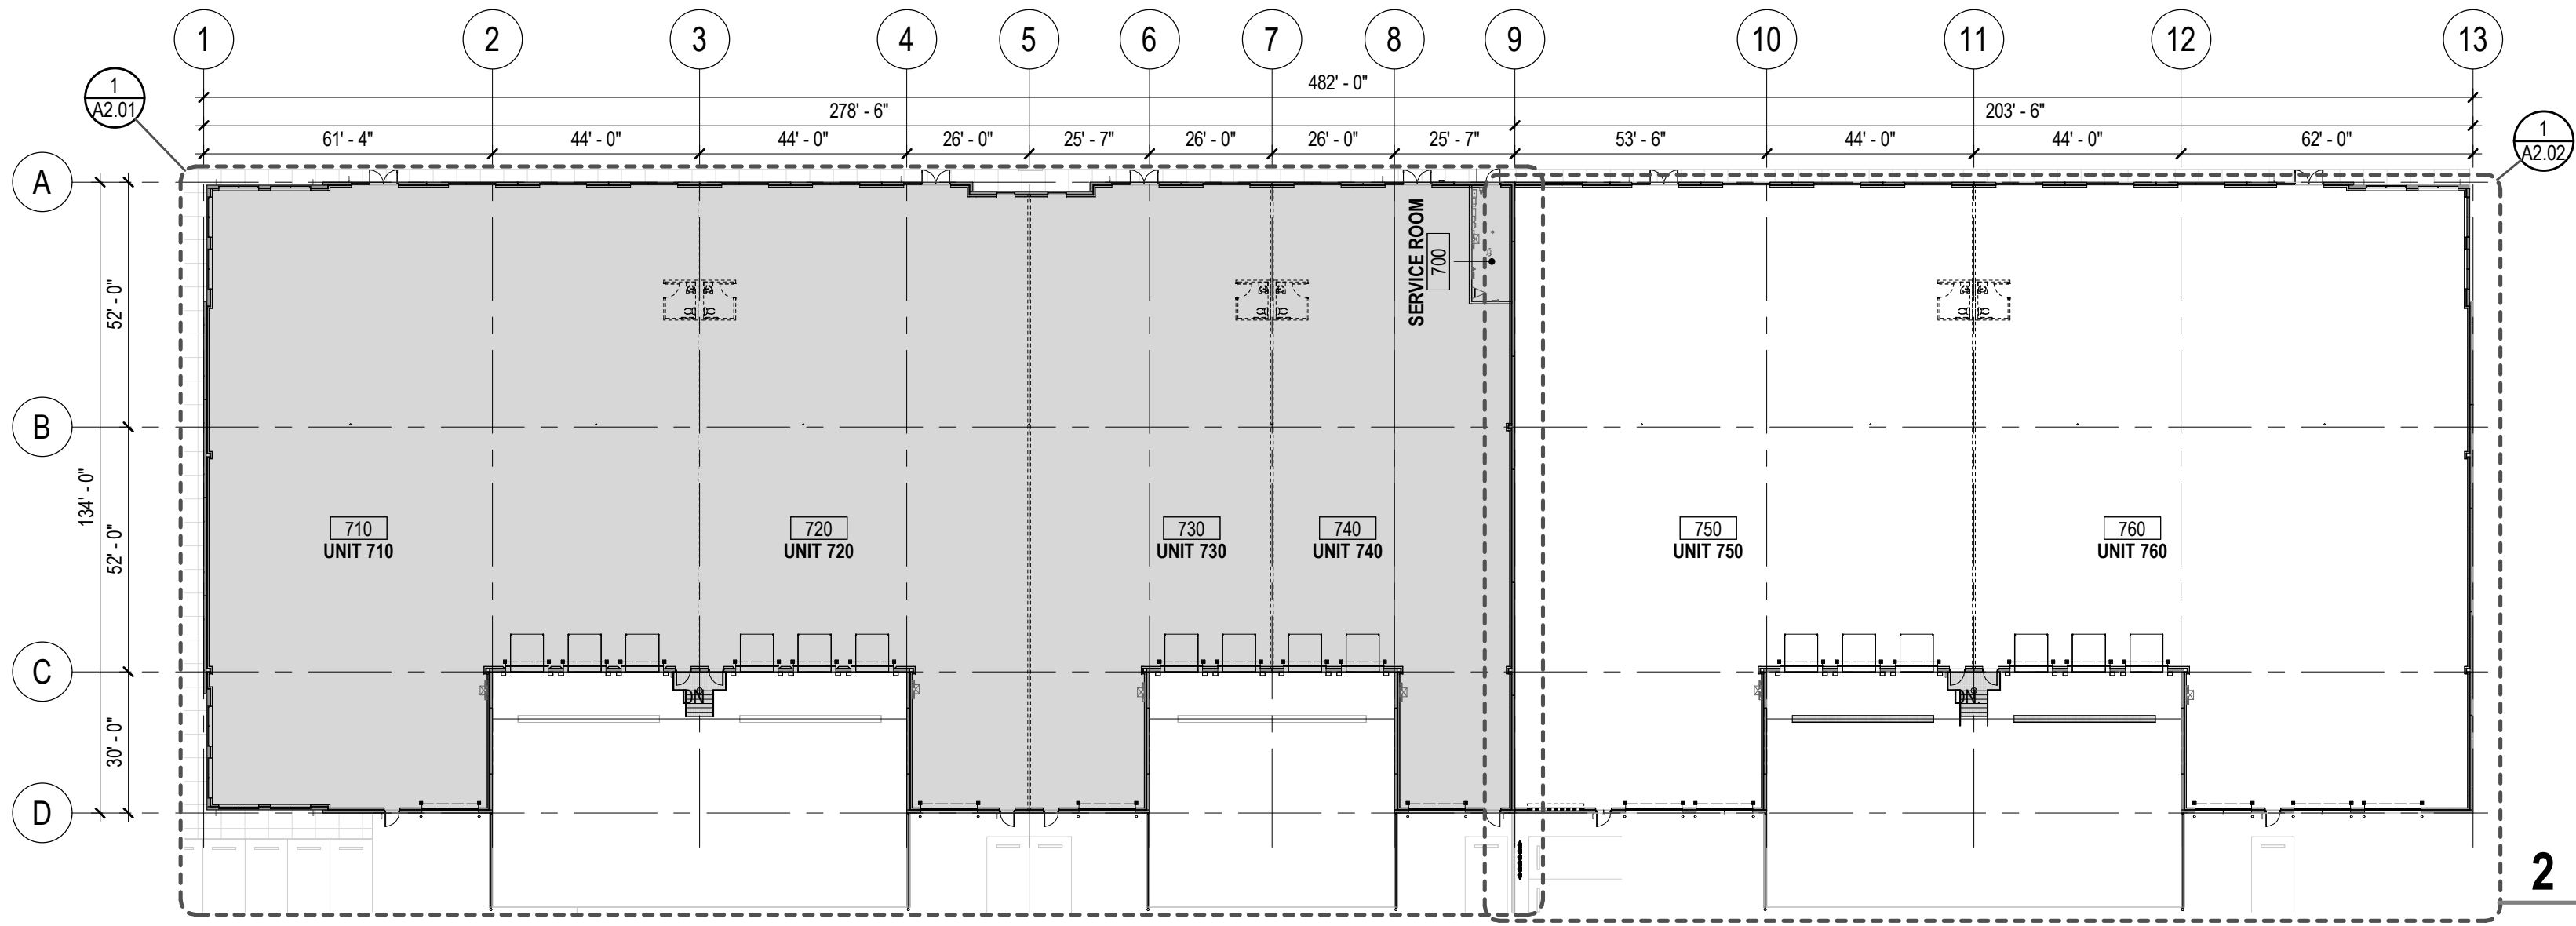 1 2 3 4 5 6 7 8 9 10 11 12 13
482' - 0"
278' - 6" 203' - 6"
61' - 4" 44' - 0" 44' - 0" 26' - 0" 25' - 7" 26' - 0" 26' - 0" 25' - 7" 53' - 6" 44' - 0" 44' - 0" 62' - 0"
1
A2.01
1
A2.02
A
B
C
D
52' - 0"
52' - 0"
30' - 0"
134' - 0"
SERVICE ROOM
700
710
UNIT 710
720
UNIT 720
730
UNIT 730
740
UNIT 740
750
UNIT 750
760
UNIT 760
DN
DN.
2